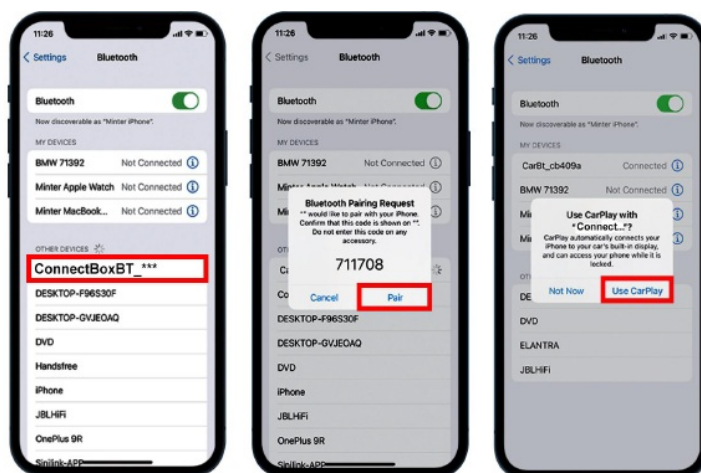 11:26
Settings
Bluetooth
Bluetooth
Now discoverable as "Minter iPhone".
MY DEVICES
BMW 71392 Not Connected
Minter Apple Watch Not Connected
Minter MacBook... Not Connected
OTHER DEVICES
ConnectBoxBT_***
DESKTOP-F96S30F
DESKTOP-GVJEOAQ
DVD
Handsfree
iPhone
JBLHiFi
OnePlus 9R
Sinilink-APP
11:26
Settings
Bluetooth
Bluetooth
Now discoverable as "Minter iPhone".
MY DEVICES
BMW 71392 Not Connected
Bluetooth Pairing Request
"" would like to pair with your iPhone.
Confirm that this code is shown on "".
Do not enter this code on any
accessory.
711708
Cancel
Pair
DESKTOP-F96S30F
DESKTOP-GVJEOAQ
DVD
iPhone
JBLHiFi
OnePlus 9R
Sinilink-APP
11:26
Settings
Bluetooth
Bluetooth
Now discoverable as "Minter iPhone".
MY DEVICES
CarBt_cb409a Connected
BMW 71392 Not Connected
Use CarPlay with
"Connect..."?
CarPlay automatically connects your
iPhone to your car's built-in display,
and can access your phone while it is
locked.
Not Now
Use CarPlay
DVD
ELANTRA
JBLHiFi